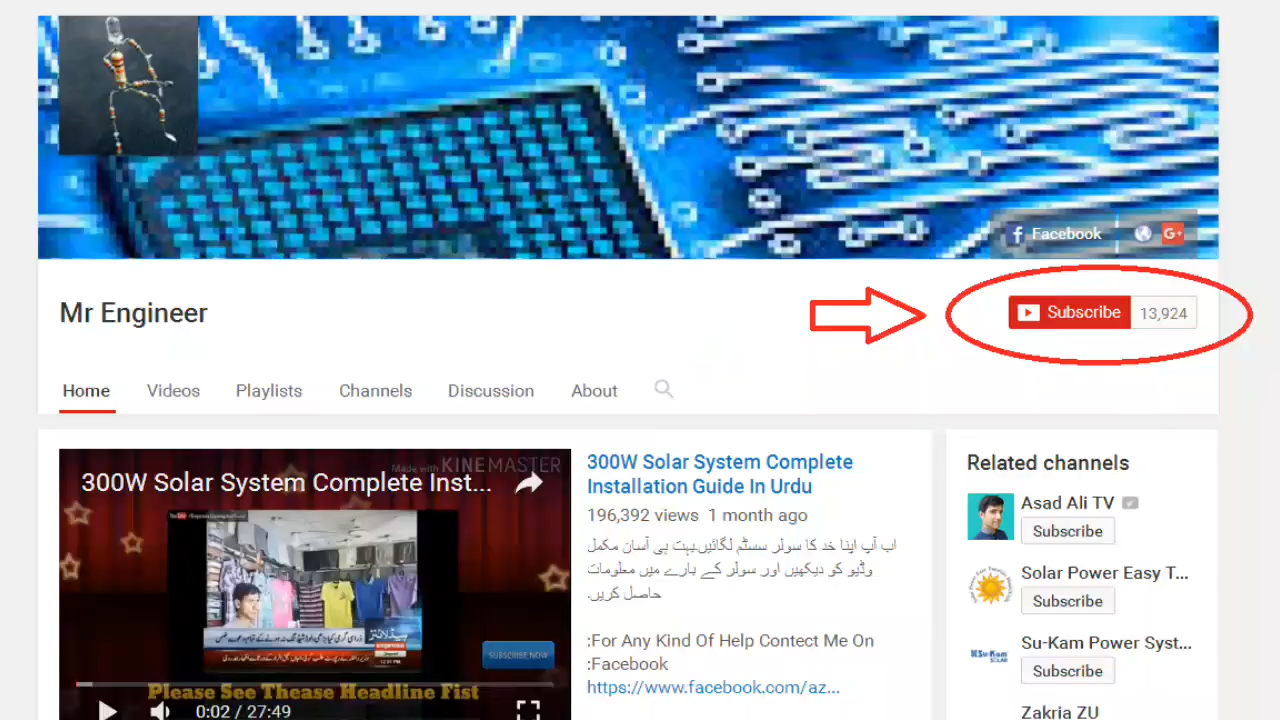 Facebook
G+
Mr Engineer
Subscribe 13,924
Home Videos Playlists Channels Discussion About
Made with KINEMASTER
300W Solar System Complete Inst...
SUBSCRIBE NOW
Please See Thease Headline Fist
0:02 / 27:49
300W Solar System Complete
Installation Guide In Urdu
196,392 views 1 month ago
اب آپ اپنا خد کا سولر سسٹم لگائیں.بہت ہی آسان مکمل
وڈیو کو دیکھیں اور سولر کے بارے میں معلومات
حاصل کریں.
:For Any Kind Of Help Contect Me On
:Facebook
https://www.facebook.com/az...
Related channels
Asad Ali TV
Subscribe
Solar Power Easy T...
Subscribe
Su-Kam Power Syst...
Subscribe
Zakria ZU